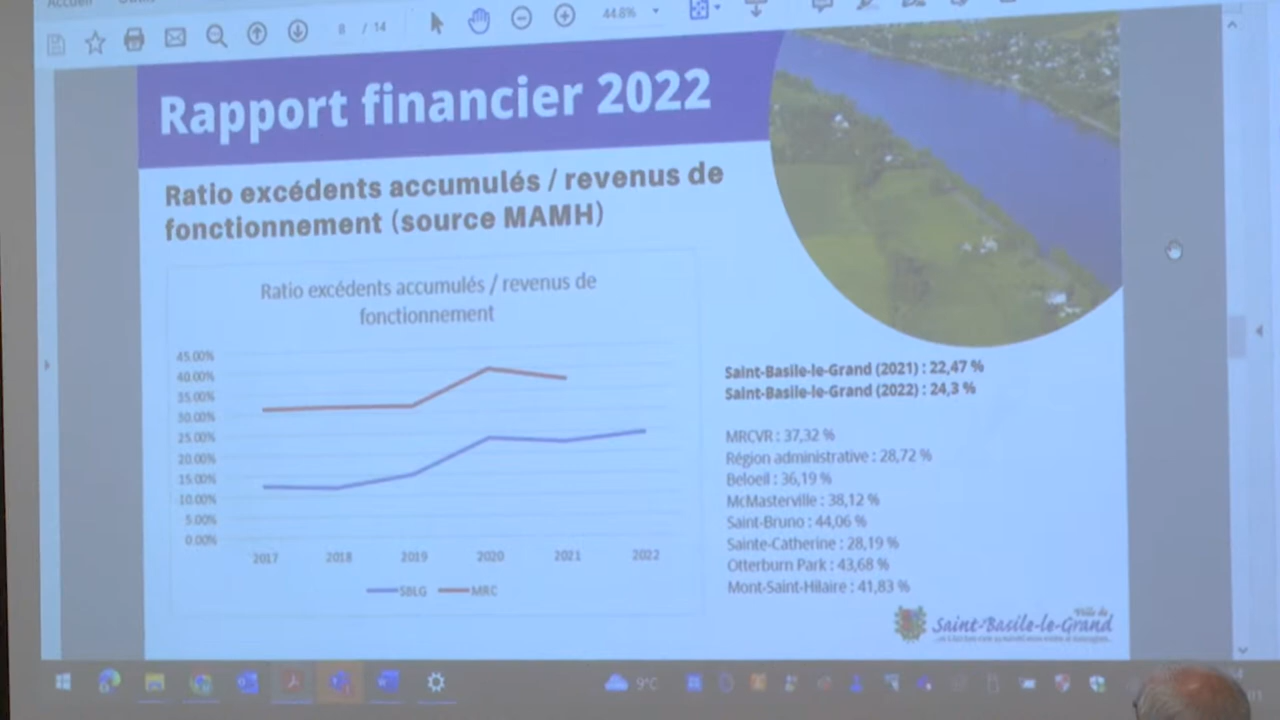 8 / 14
44.8%
Rapport financier 2022
Ratio excédents accumulés / revenus de
fonctionnement (source MAMH)
Ratio excédents accumulés / revenus de
fonctionnement
45.00%
40.00%
35.00%
30.00%
25.00%
20.00%
15.00%
10.00%
5.00%
0.00%
2017 2018 2019 2020 2021 2022
SBLG MRC
Saint-Basile-le-Grand (2021) : 22,47 %
Saint-Basile-le-Grand (2022) : 24,3 %
MRCVR : 37,32 %
Région administrative : 28,72 %
Beloeil : 36,19 %
McMasterville : 38,12 %
Saint-Bruno : 44,06 %
Sainte-Catherine : 28,19 %
Otterburn Park : 43,68 %
Mont-Saint-Hilaire : 41,83 %
Ville de
Saint-Basile-le-Grand
9°C